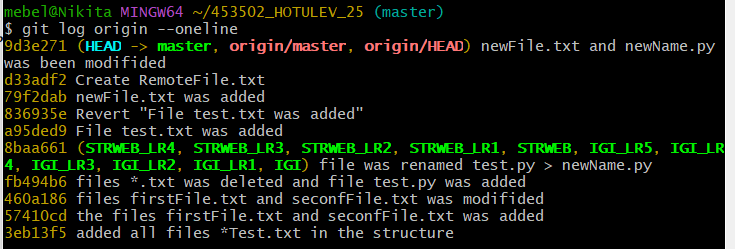 mebel@Nikita MINGW64 ~/453502_HOTULEV_25 (master)
$ git log origin --oneline
9d3e271 (HEAD -> master, origin/master, origin/HEAD) newFile.txt and newName.py
was been modifided
d33adf2 Create RemoteFile.txt
79f2dab newFile.txt was added
836935e Revert "File test.txt was added"
a95ded9 File test.txt was added
8baa661 (STRWEB_LR4, STRWEB_LR3, STRWEB_LR2, STRWEB_LR1, STRWEB, IGI_LR5, IGI_LR
4, IGI_LR3, IGI_LR2, IGI_LR1, IGI) file was renamed test.py > newName.py
fb494b6 files *.txt was deleted and file test.py was added
460a186 files firstFile.txt and seconfFile.txt was modifided
57410cd the files firstFile.txt and seconfFile.txt was added
3eb13f5 added all files *Test.txt in the structure